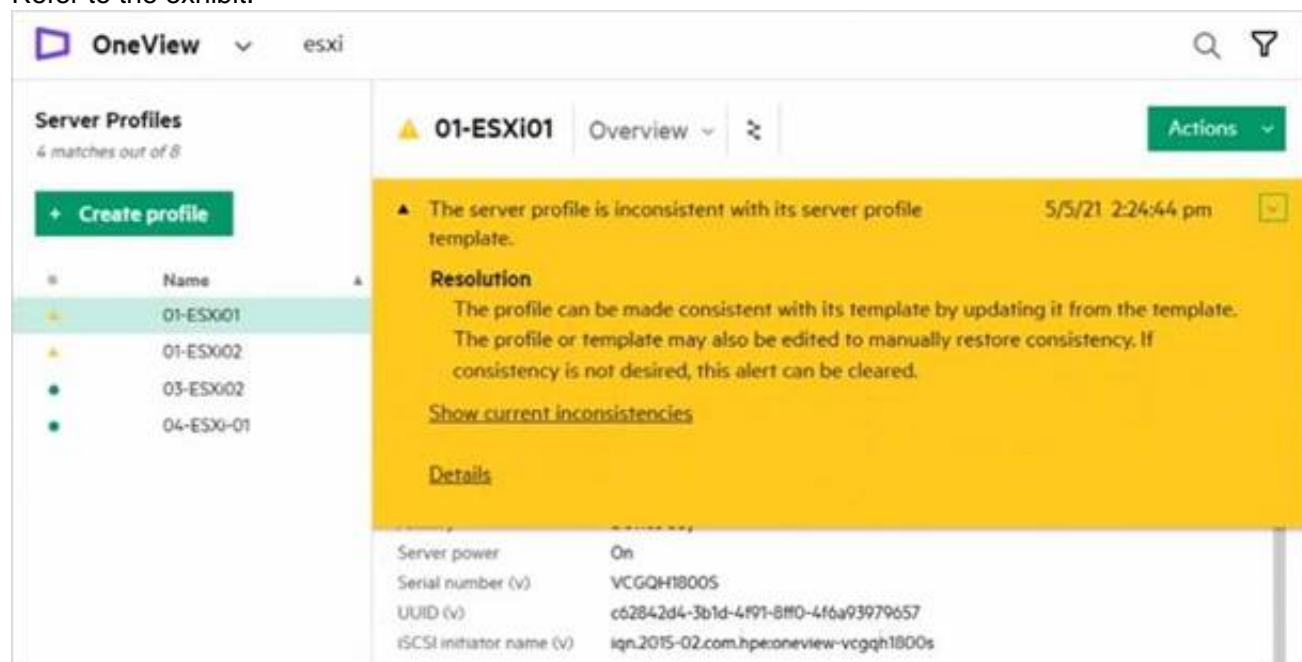 Refer to the exhibit.
OneView esxi
Server Profiles
4 matches out of 8
+ Create profile
Name
01-ESXi01
01-ESXi02
03-ESXi02
04-ESXi-01
01-ESXi01 Overview
Actions
The server profile is inconsistent with its server profile 5/5/21 2:24:44 pm
template.
Resolution
The profile can be made consistent with its template by updating it from the template.
The profile or template may also be edited to manually restore consistency. If
consistency is not desired, this alert can be cleared.
Show current inconsistencies
Details
Server power On
Serial number (v) VCGQH1800S
UUID (v) c62842d4-3b1d-4f91-8ff0-4f6a93979657
iSCSI initiator name (v) iqn.2015-02.com.hpe:oneview-vcgqh1800s